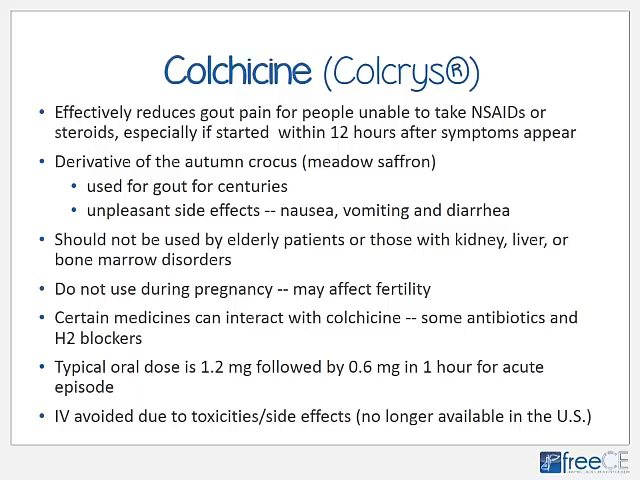 Colchicine (Colcrys®)
• Effectively reduces gout pain for people unable to take NSAIDs or
steroids, especially if started within 12 hours after symptoms appear
• Derivative of the autumn crocus (meadow saffron)
• used for gout for centuries
• unpleasant side effects -- nausea, vomiting and diarrhea
• Should not be used by elderly patients or those with kidney, liver, or
bone marrow disorders
• Do not use during pregnancy -- may affect fertility
• Certain medicines can interact with colchicine -- some antibiotics and
H2 blockers
• Typical oral dose is 1.2 mg followed by 0.6 mg in 1 hour for acute
episode
• IV avoided due to toxicities/side effects (no longer available in the U.S.)
freeCE